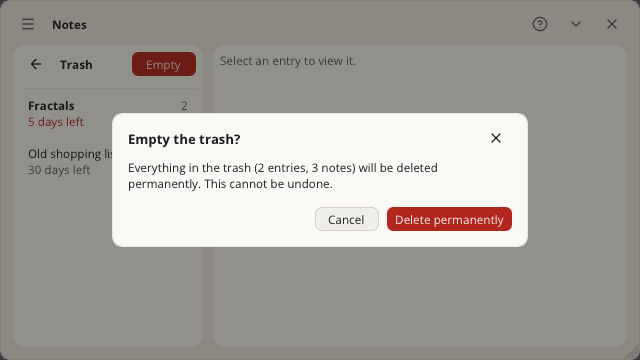 Notes
Trash
Empty
Select an entry to view it.
Fractals 2
5 days left
Old shopping lis
30 days left
Empty the trash?
Everything in the trash (2 entries, 3 notes) will be deleted
permanently. This cannot be undone.
Cancel
Delete permanently